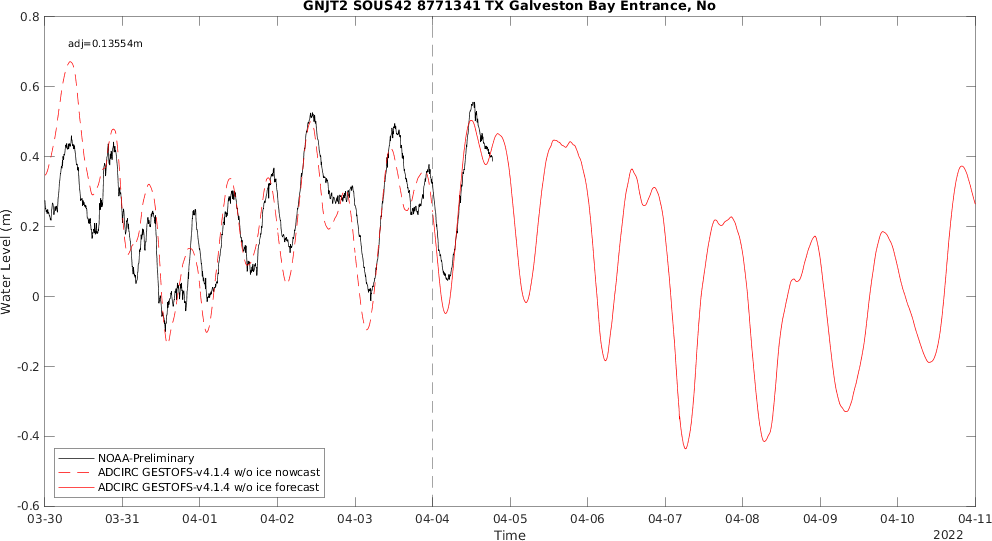 GNJT2 SOUS42 8771341 TX Galveston Bay Entrance, No
adj=0.13554m
0.8
0.6
0.4
0.2
0
-0.2
-0.4
-0.6
Water Level (m)
NOAA-Preliminary
ADCIRC GESTOFS-v4.1.4 w/o ice nowcast
ADCIRC GESTOFS-v4.1.4 w/o ice forecast
03-30 03-31 04-01 04-02 04-03 04-04 04-05 04-06 04-07 04-08 04-09 04-10 04-11
Time
2022